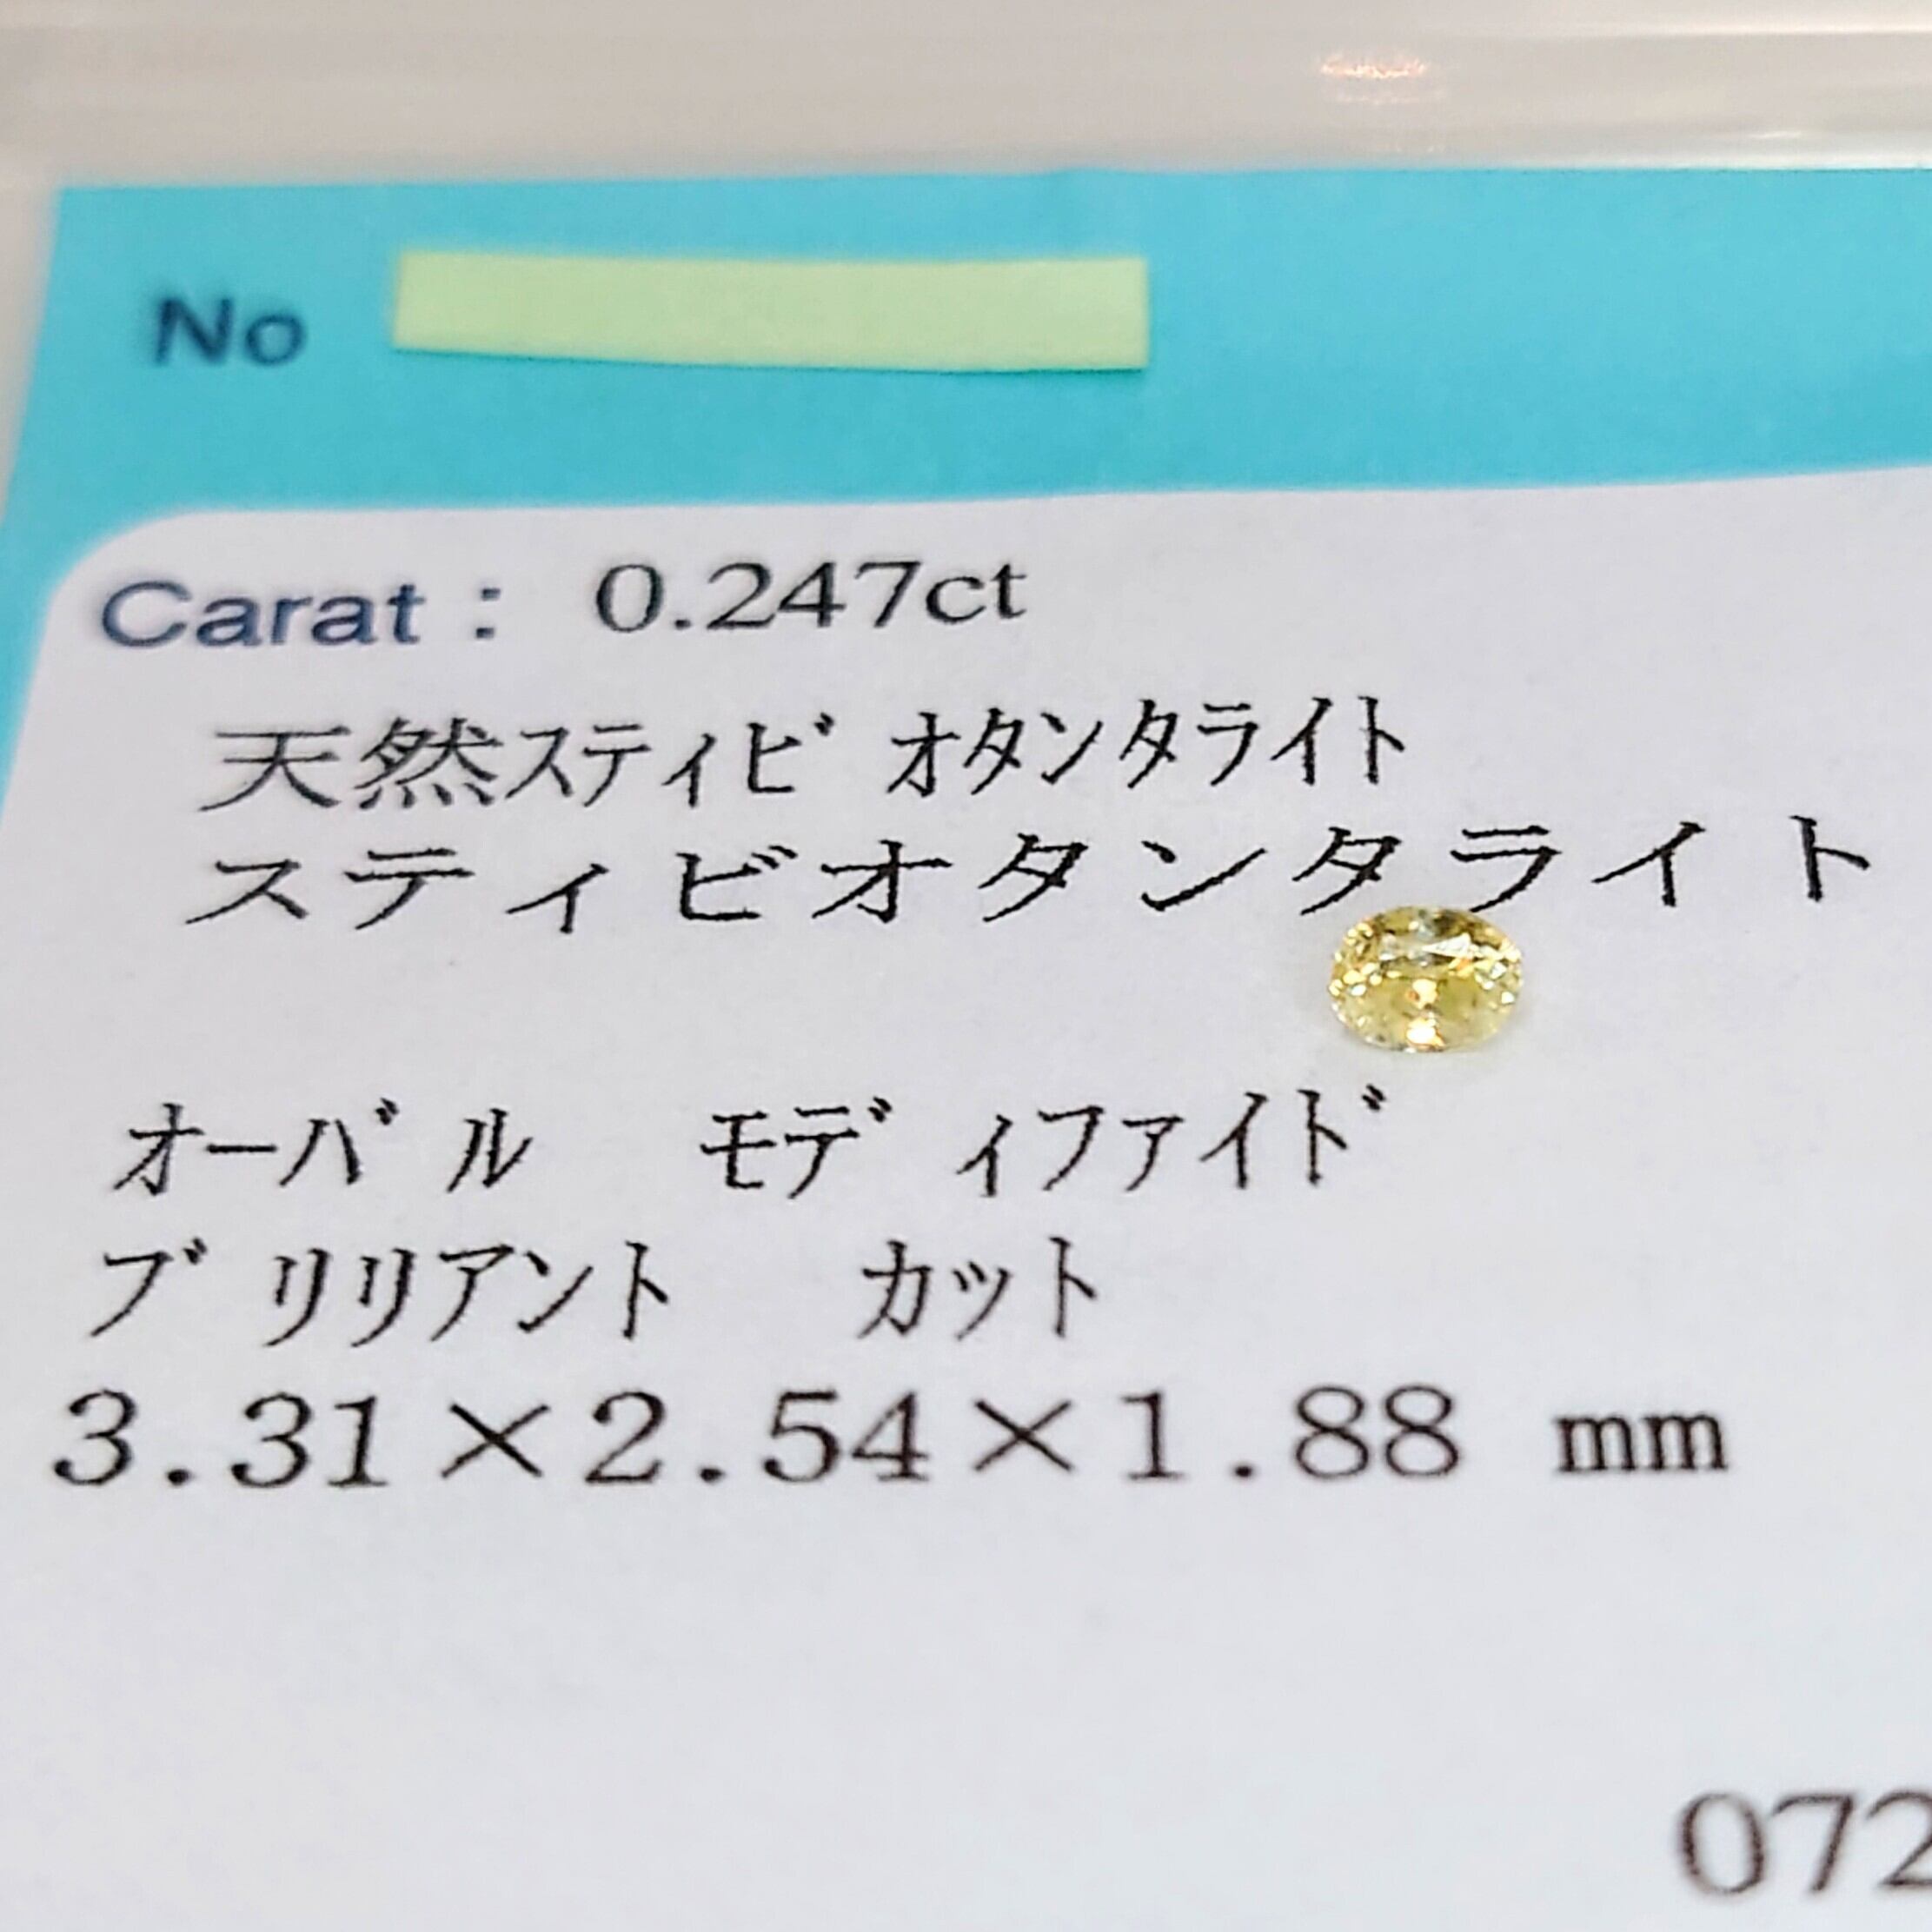 No
Carat : 0.247ct
天然ｽﾃｨﾋﾞｵﾀﾝﾀﾗｲﾄ
スティビオタンタライト
ｵｰﾊﾞﾙ ﾓﾃﾞｨﾌｧｲﾄﾞ
ﾌﾞﾘﾘｱﾝﾄ ｶｯﾄ
3.31×2.54×1.88 mm
072